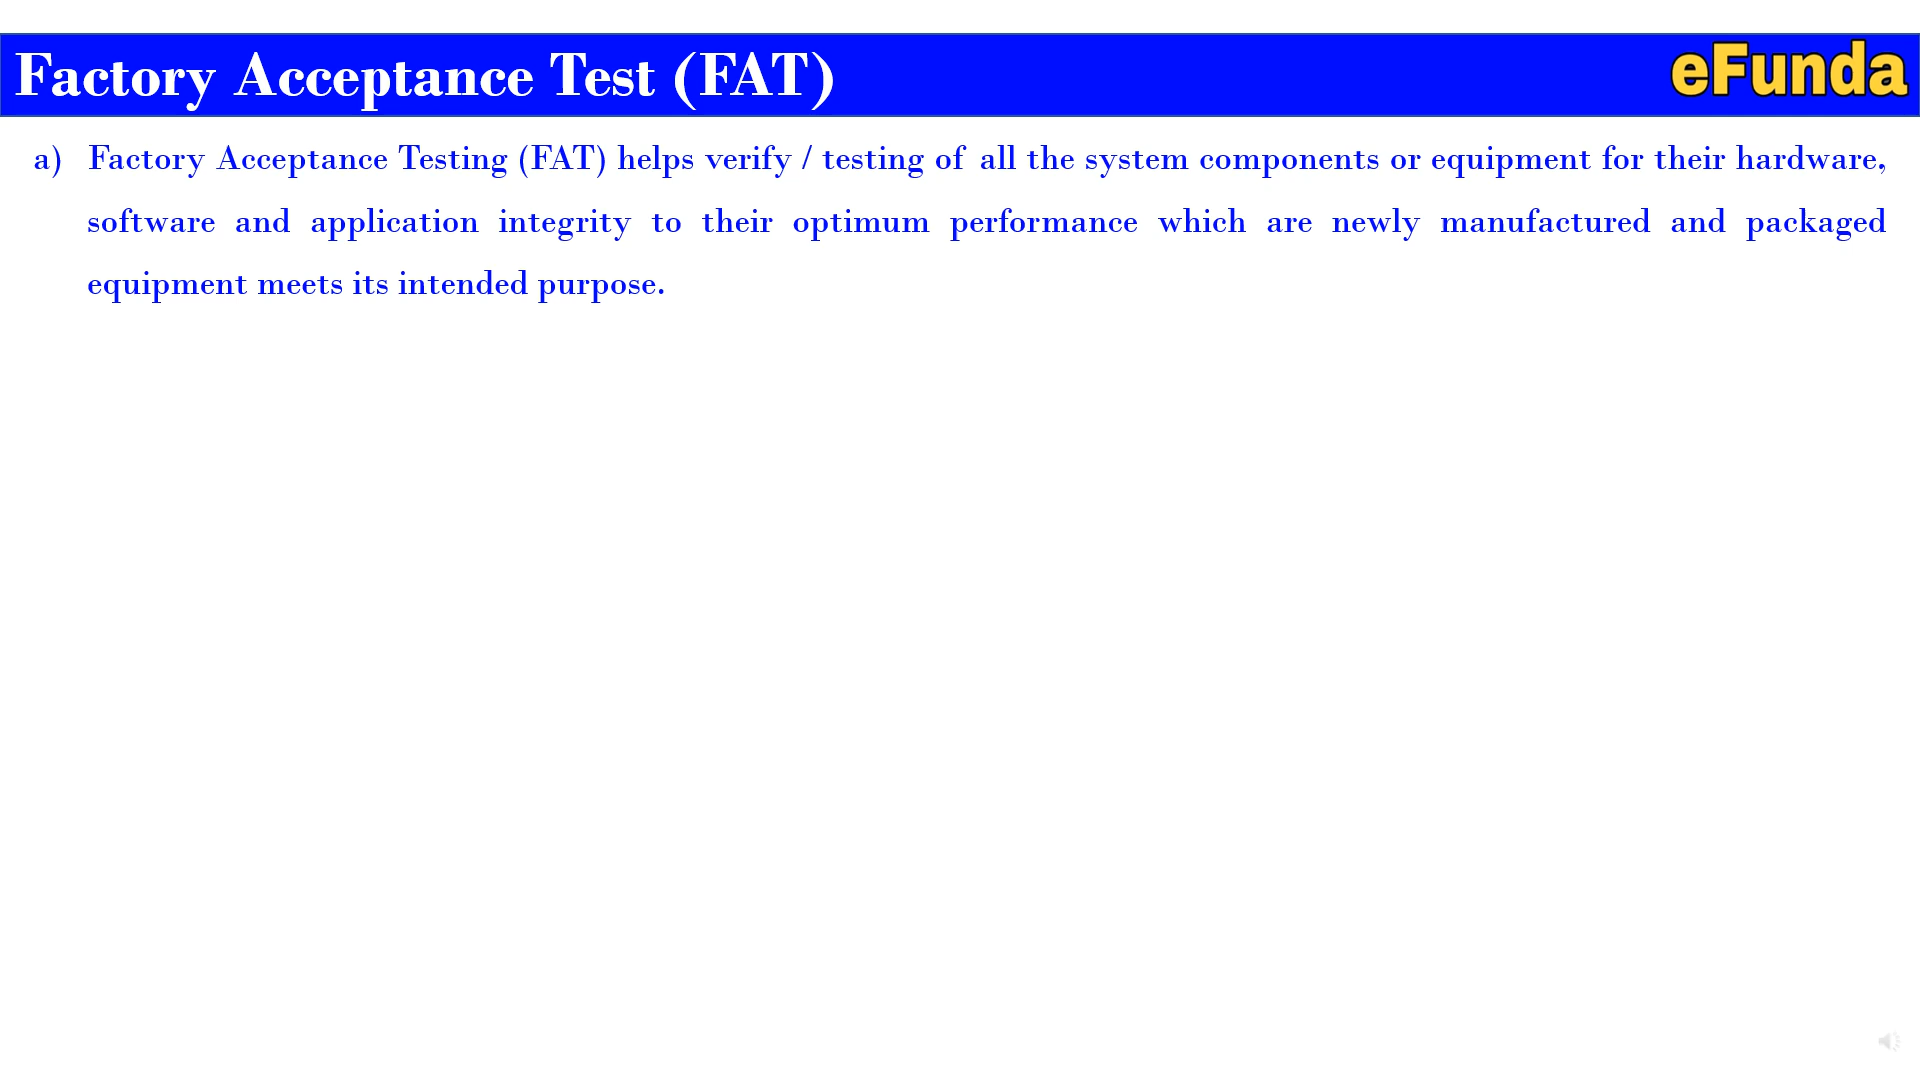 Factory Acceptance Test (FAT)
eFunda
a) Factory Acceptance Testing (FAT) helps verify / testing of all the system components or equipment for their hardware,
software and application integrity to their optimum performance which are newly manufactured and packaged
equipment meets its intended purpose.